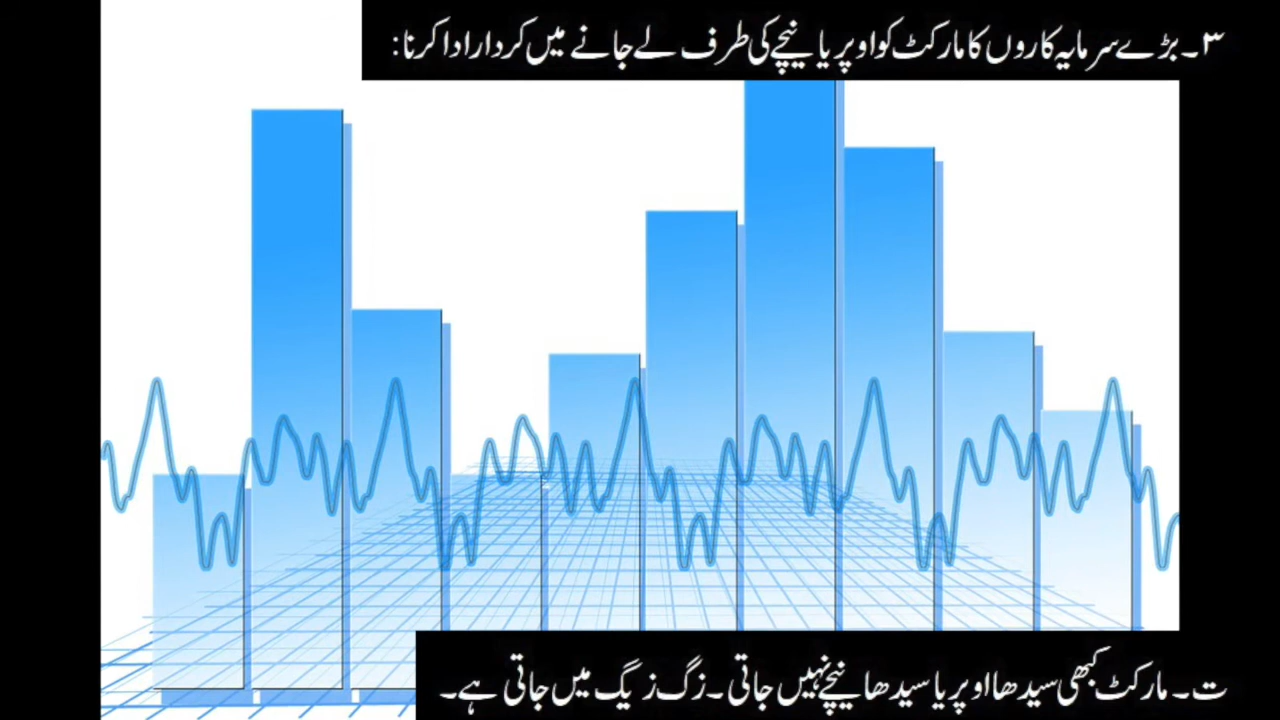 ۳۔ بڑے سرمایہ کاروں کا مارکٹ کو اوپر یا نیچے کی طرف لے جانے میں کردار ادا کرنا:
ت۔ مارکٹ کبھی سیدھا اوپر یا سیدھا نیچے نہیں جاتی۔ زگ زیگ میں جاتی ہے۔